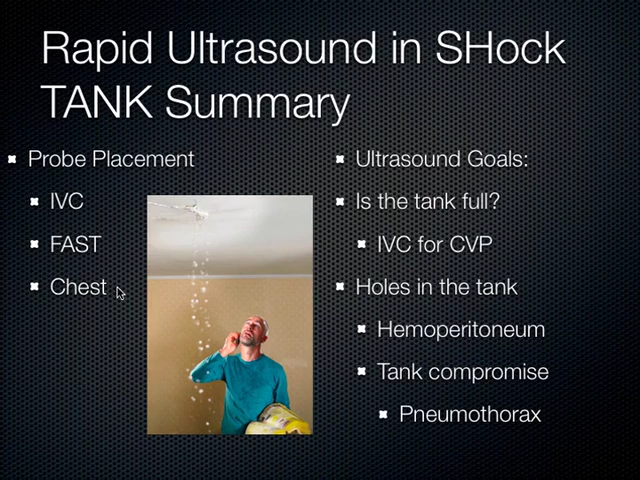 Rapid Ultrasound in SHock
TANK Summary
Probe Placement
IVC
FAST
Chest
Ultrasound Goals:
Is the tank full?
IVC for CVP
Holes in the tank
Hemoperitoneum
Tank compromise
Pneumothorax